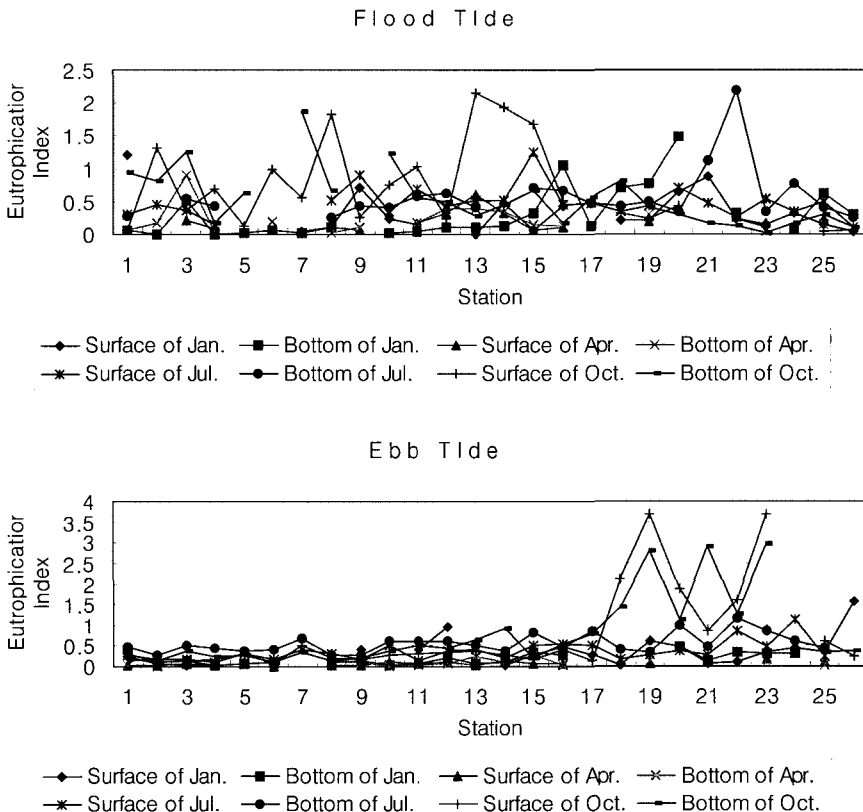 Flood TIde
2.5
2
1.5
1
0.5
0
Eutrophicatior
Index
1 3 5 7 9 11 13 15 17 19 21 23 25
Station
Surface of Jan. Bottom of Jan. Surface of Apr. Bottom of Apr.
Surface of Jul. Bottom of Jul. Surface of Oct. Bottom of Oct.
Ebb TIde
4
3.5
3
2.5
2
1.5
1
0.5
0
Eutrophicatior
Index
1 3 5 7 9 11 13 15 17 19 21 23 25
Station
Surface of Jan. Bottom of Jan. Surface of Apr. Bottom of Apr.
Surface of Jul. Bottom of Jul. Surface of Oct. Bottom of Oct.